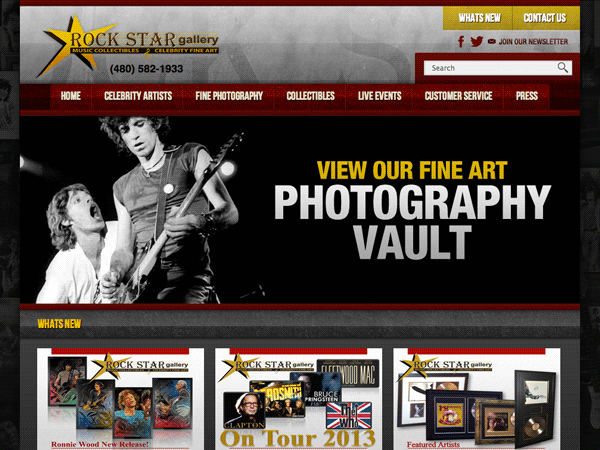 ROCK STAR gallery
MUSIC COLLECTIBLES & CELEBRITY FINE ART
(480) 582-1933
WHATS NEW
CONTACT US
JOIN OUR NEWSLETTER
Search
HOME
CELEBRITY ARTISTS
FINE PHOTOGRAPHY
COLLECTIBLES
LIVE EVENTS
CUSTOMER SERVICE
PRESS
VIEW OUR FINE ART
PHOTOGRAPHY
VAULT
WHATS NEW
ROCK STAR gallery
Ronnie Wood New Release!
ROCK STAR gallery
FLEETWOOD MAC
AEROSMITH
BRUCE
SPRINGSTEEN
CLAPTON
The Who
On Tour 2013
ROCK STAR gallery
Featured Artists